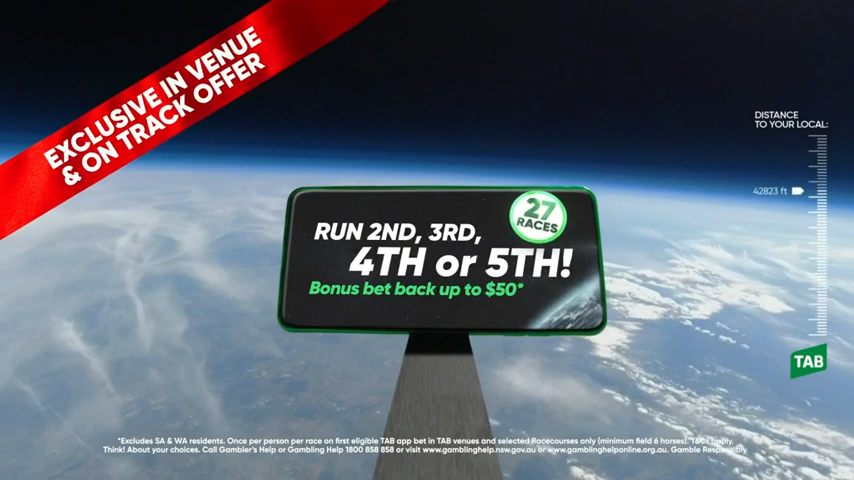 EXCLUSIVE IN VENUE
& ON TRACK OFFER
DISTANCE
TO YOUR LOCAL:
42823 ft
27
RACES
RUN 2ND, 3RD,
4TH or 5TH!
Bonus bet back up to $50*
TAB
*Excludes SA & WA residents. Once per person per race on first eligible TAB app bet in TAB venues and selected Racecourses only (minimum field 6 horses). T&Cs apply.
Think! About your choices. Call Gambler's Help or Gambling Help 1800 858 858 or visit www.gamblinghelp.nsw.gov.au or www.gamblinghelponline.org.au. Gamble Responsibly.